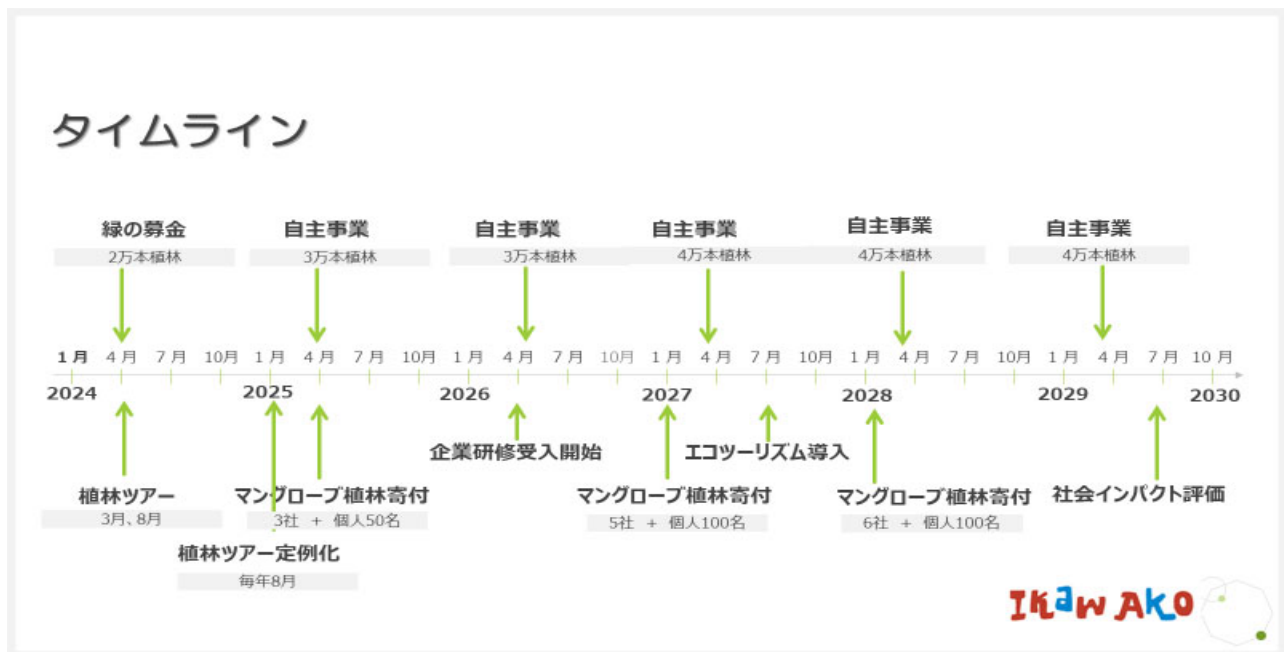 タイムライン
緑の募金
2万本植林
自主事業
3万本植林
自主事業
3万本植林
自主事業
4万本植林
自主事業
4万本植林
自主事業
4万本植林
1月 4月 7月 10月 1月 4月 7月 10月 1月 4月 7月 10月 1月 4月 7月 10月 1月 4月 7月 10月 1月 4月 7月 10月
2024 2025 2026 2027 2028 2029 2030
企業研修受入開始
エコツーリズム導入
植林ツアー
3月、8月
マングローブ植林寄付
3社 + 個人50名
マングローブ植林寄付
5社 + 個人100名
マングローブ植林寄付
6社 + 個人100名
社会インパクト評価
植林ツアー定例化
毎年8月
IKaw AKo